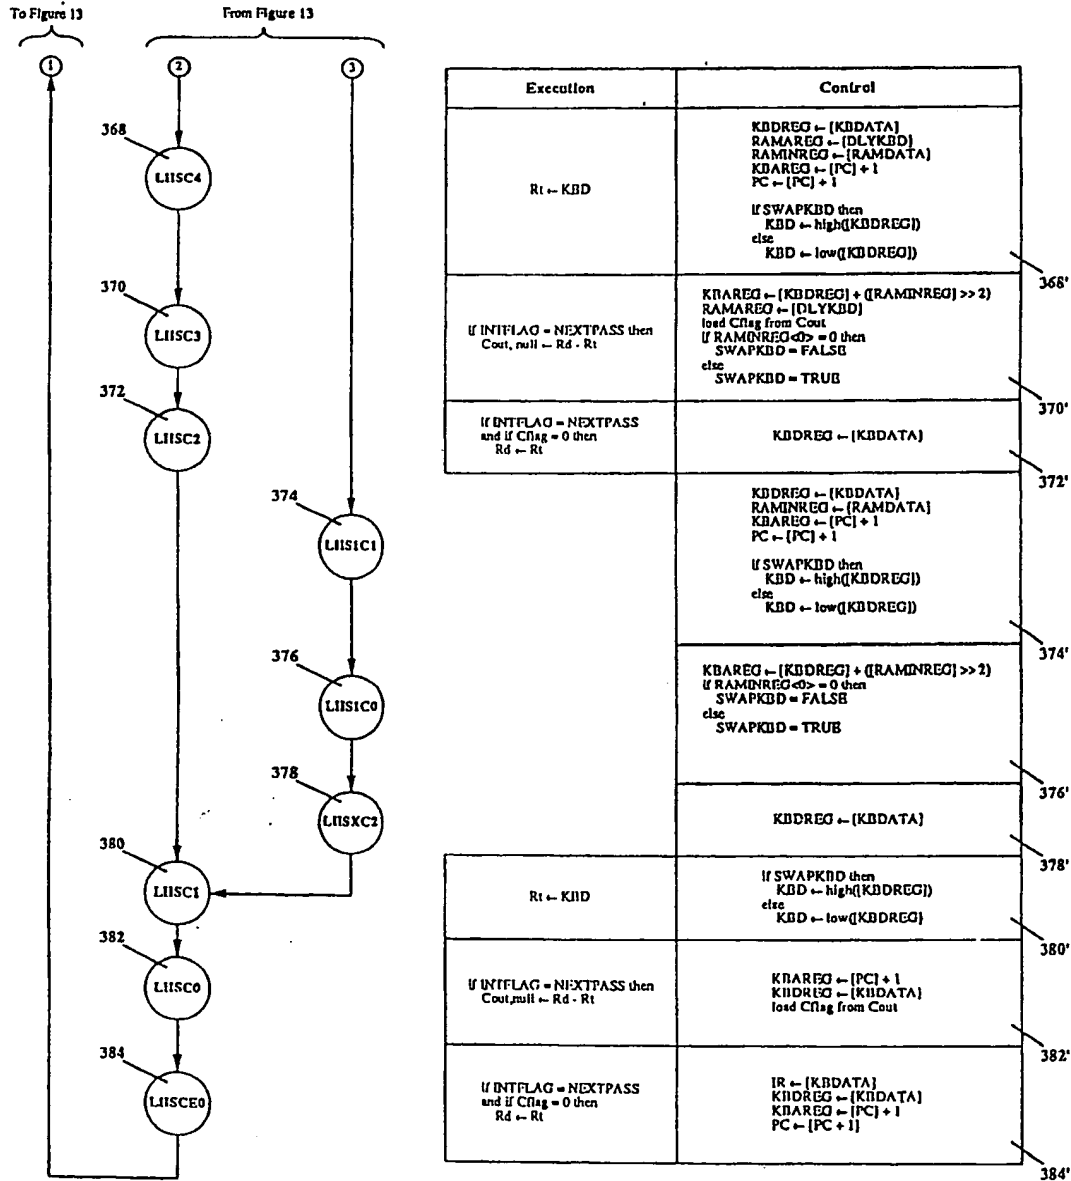 To Figure 13
From Figure 13
1
2
3
368
LHSC4
370
LHSC3
372
LHSC2
374
LHS1C1
376
LHS1C0
378
LHSXC2
380
LHSC1
382
LHSC0
384
LHSCE0
Execution
Control
Rt ← KBD
KBDREG ← [KBDATA]
RAMAREG ← [DLYKBD]
RAMINREG ← [RAMDATA]
KBAREG ← [PC] + 1
PC ← [PC] + 1
if SWAPKBD then
KBD ← high([KBDREG])
else
KBD ← low([KBDREG])
368'
if INTFLAG = NEXTPASS then
Cout, null ← Rd - Rt
KBAREG ← [KBDREG] + ([RAMINREG] >> 2)
RAMAREG ← [DLYKBD]
load Cflag from Cout
if RAMINREG<0> = 0 then
SWAPKBD = FALSE
else
SWAPKBD = TRUE
370'
if INTFLAG = NEXTPASS
and if Cflag = 0 then
Rd ← Rt
KBDREG ← [KBDATA]
372'
KBDREG ← [KBDATA]
RAMINREG ← [RAMDATA]
KBAREG ← [PC] + 1
PC ← [PC] + 1
if SWAPKBD then
KBD ← high([KBDREG])
else
KBD ← low([KBDREG])
374'
KBAREG ← [KBDREG] + ([RAMINREG] >> 2)
if RAMINREG<0> = 0 then
SWAPKBD = FALSE
else
SWAPKBD = TRUE
376'
KBDREG ← [KBDATA]
378'
Rt ← KBD
if SWAPKBD then
KBD ← high([KBDREG])
else
KBD ← low([KBDREG}
380'
if INTFLAG = NEXTPASS then
Cout,null ← Rd - Rt
KBAREG ← [PC] + 1
KBDREG ← [KBDATA]
load Cflag from Cout
382'
if INTFLAG = NEXTPASS
and if Cflag = 0 then
Rd ← Rt
IR ← [KBDATA]
KBDREG ← [KBDATA]
KBAREG ← [PC] + 1
PC ← [PC + 1]
384'